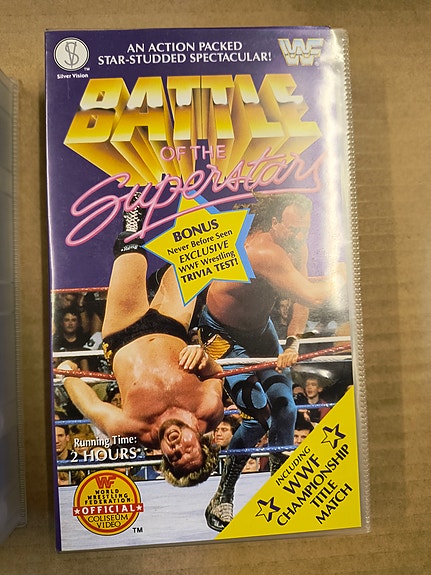 AN ACTION PACKED
STAR-STUDDED SPECTACULAR!
S
TM
Silver Vision
WF
BATTLE
OF THE
Superstars
BONUS
Never Before Seen
EXCLUSIVE
WWF Wrestling
TRIVIA TEST!
Running Time:
2 HOURS
INCLUDING
WWF
CHAMPIONSHIP
TITLE
MATCH
WF
WORLD
WRESTLING
FEDERATION
OFFICIAL
COLISEUM
VIDEO
TM